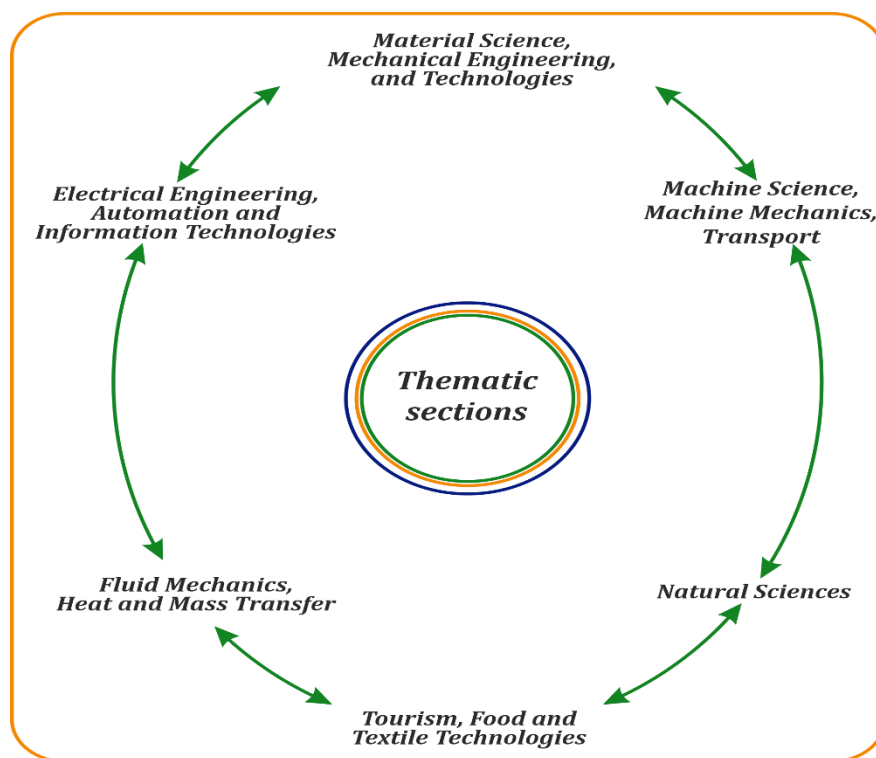 Material Science,
Mechanical Engineering,
and Technologies
Electrical Engineering,
Automation and
Information Technologies
Machine Science,
Machine Mechanics,
Transport
Thematic
sections
Fluid Mechanics,
Heat and Mass Transfer
Natural Sciences
Tourism, Food and
Textile Technologies